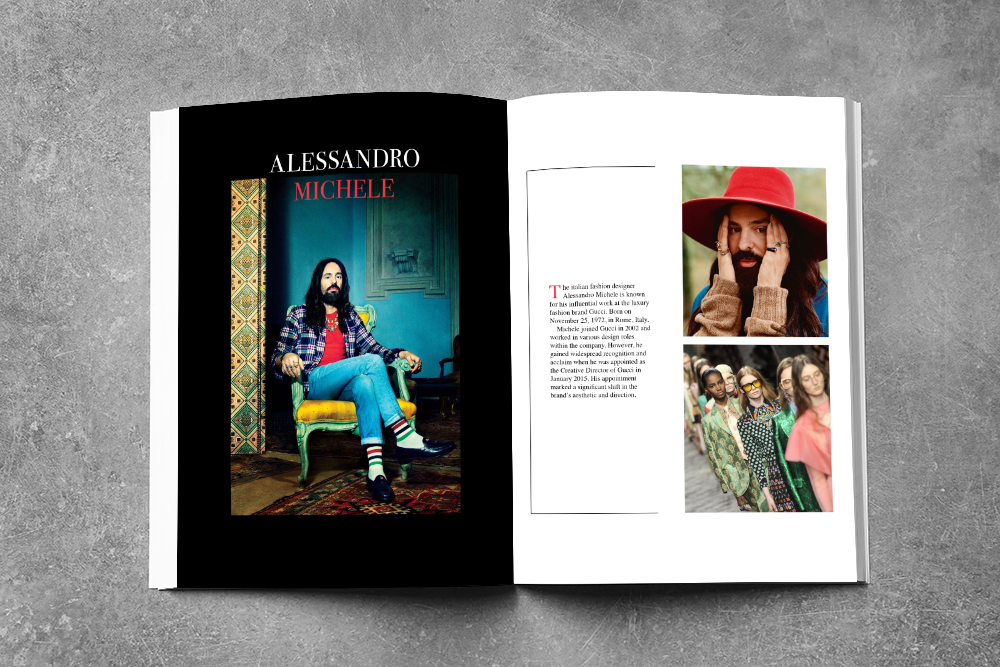 ALESSANDRO
MICHELE
The italian fashion designer
Alessandro Michele is known
for his influential work at the luxury
fashion brand Gucci. Born on
November 25, 1972, in Rome, Italy.
Michele joined Gucci in 2002 and
worked in various design roles
within the company. However, he
gained widespread recognition and
acclaim when he was appointed as
the Creative Director of Gucci in
January 2015. His appointment
marked a significant shift in the
brand's aesthetic and direction.